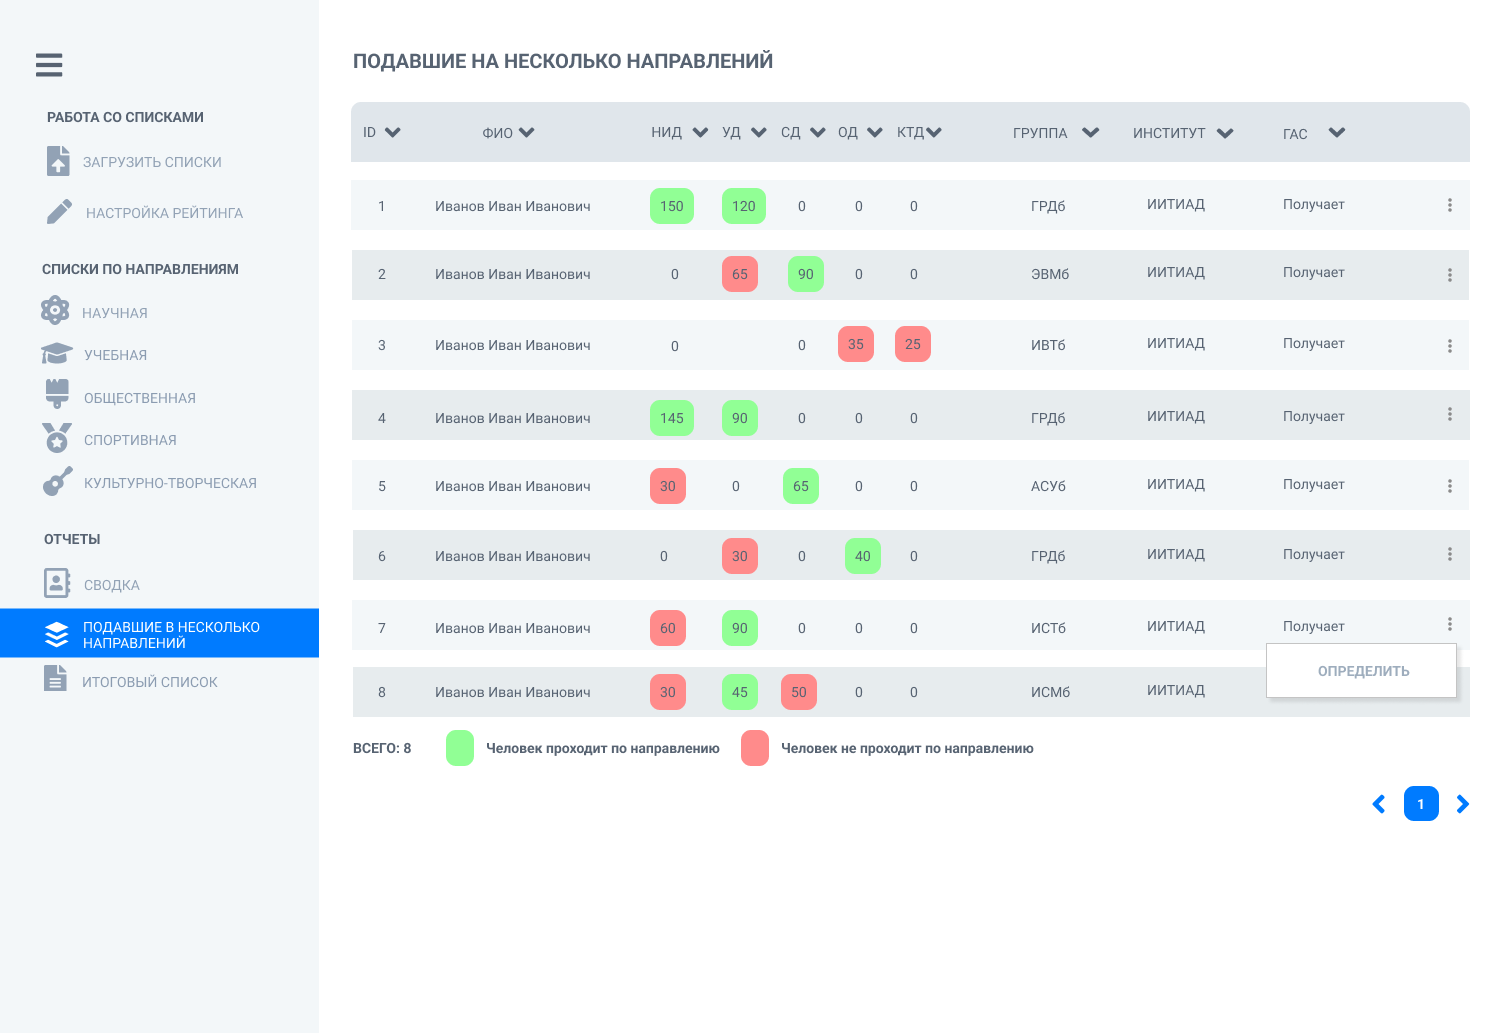 РАБОТА СО СПИСКАМИ
ЗАГРУЗИТЬ СПИСКИ
НАСТРОЙКА РЕЙТИНГА
СПИСКИ ПО НАПРАВЛЕНИЯМ
НАУЧНАЯ
УЧЕБНАЯ
ОБЩЕСТВЕННАЯ
СПОРТИВНАЯ
КУЛЬТУРНО-ТВОРЧЕСКАЯ
ОТЧЕТЫ
СВОДКА
ПОДАВШИЕ В НЕСКОЛЬКО
НАПРАВЛЕНИЙ
ИТОГОВЫЙ СПИСОК
ПОДАВШИЕ НА НЕСКОЛЬКО НАПРАВЛЕНИЙ
ID ФИО НИД УД СД ОД КТД ГРУППА ИНСТИТУТ ГАС
1 Иванов Иван Иванович 150 120 0 0 0 ГРДб ИИТИАД Получает
2 Иванов Иван Иванович 0 65 90 0 0 ЭВМб ИИТИАД Получает
3 Иванов Иван Иванович 0 0 35 25 ИВТб ИИТИАД Получает
4 Иванов Иван Иванович 145 90 0 0 0 ГРДб ИИТИАД Получает
5 Иванов Иван Иванович 30 0 65 0 0 АСУб ИИТИАД Получает
6 Иванов Иван Иванович 0 30 0 40 0 ГРДб ИИТИАД Получает
7 Иванов Иван Иванович 60 90 0 0 0 ИСТб ИИТИАД Получает
ОПРЕДЕЛИТЬ
8 Иванов Иван Иванович 30 45 50 0 0 ИСМб ИИТИАД
ВСЕГО: 8 Человек проходит по направлению Человек не проходит по направлению
1